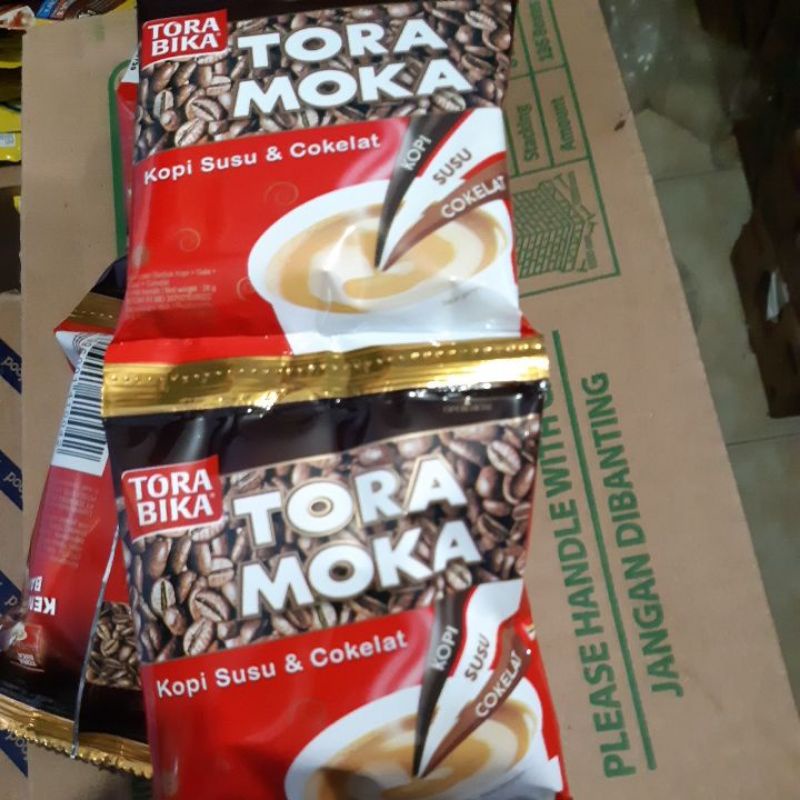 TORA
BIKA
TORA
MOKA
Kopi Susu & Cokelat
KOPI
SUSU
COKELAT
TORA
BIKA
TORA
MOKA
Kopi Susu & Cokelat
KOPI
SUSU
COKELAT
Stacking
Amount
PLEASE HANDLE WITH
JANGAN DIBANTING